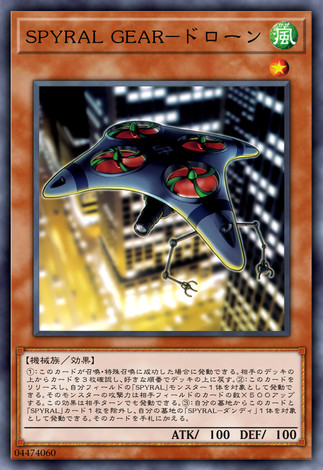 SPYRAL GEAR－ドローン
風
【機械族／効果】
①：このカードが召喚・特殊召喚に成功した場合に発動できる。相手のデッキの
上からカードを３枚確認し、好きな順番でデッキの上に戻す。②：このカードを
リリースし、自分フィールドの「SPYRAL」モンスター１体を対象として発動で
きる。そのモンスターの攻撃力は相手フィールドのカードの数×５００アップ
する。この効果は相手ターンでも発動できる。③：自分の墓地からこのカードと
「SPYRAL」カード１枚を除外し、自分の墓地の「SPYRAL－ダンディ」１体を対象
として発動できる。そのカードを手札に加える。
ATK/ 100 DEF/ 100
04474060